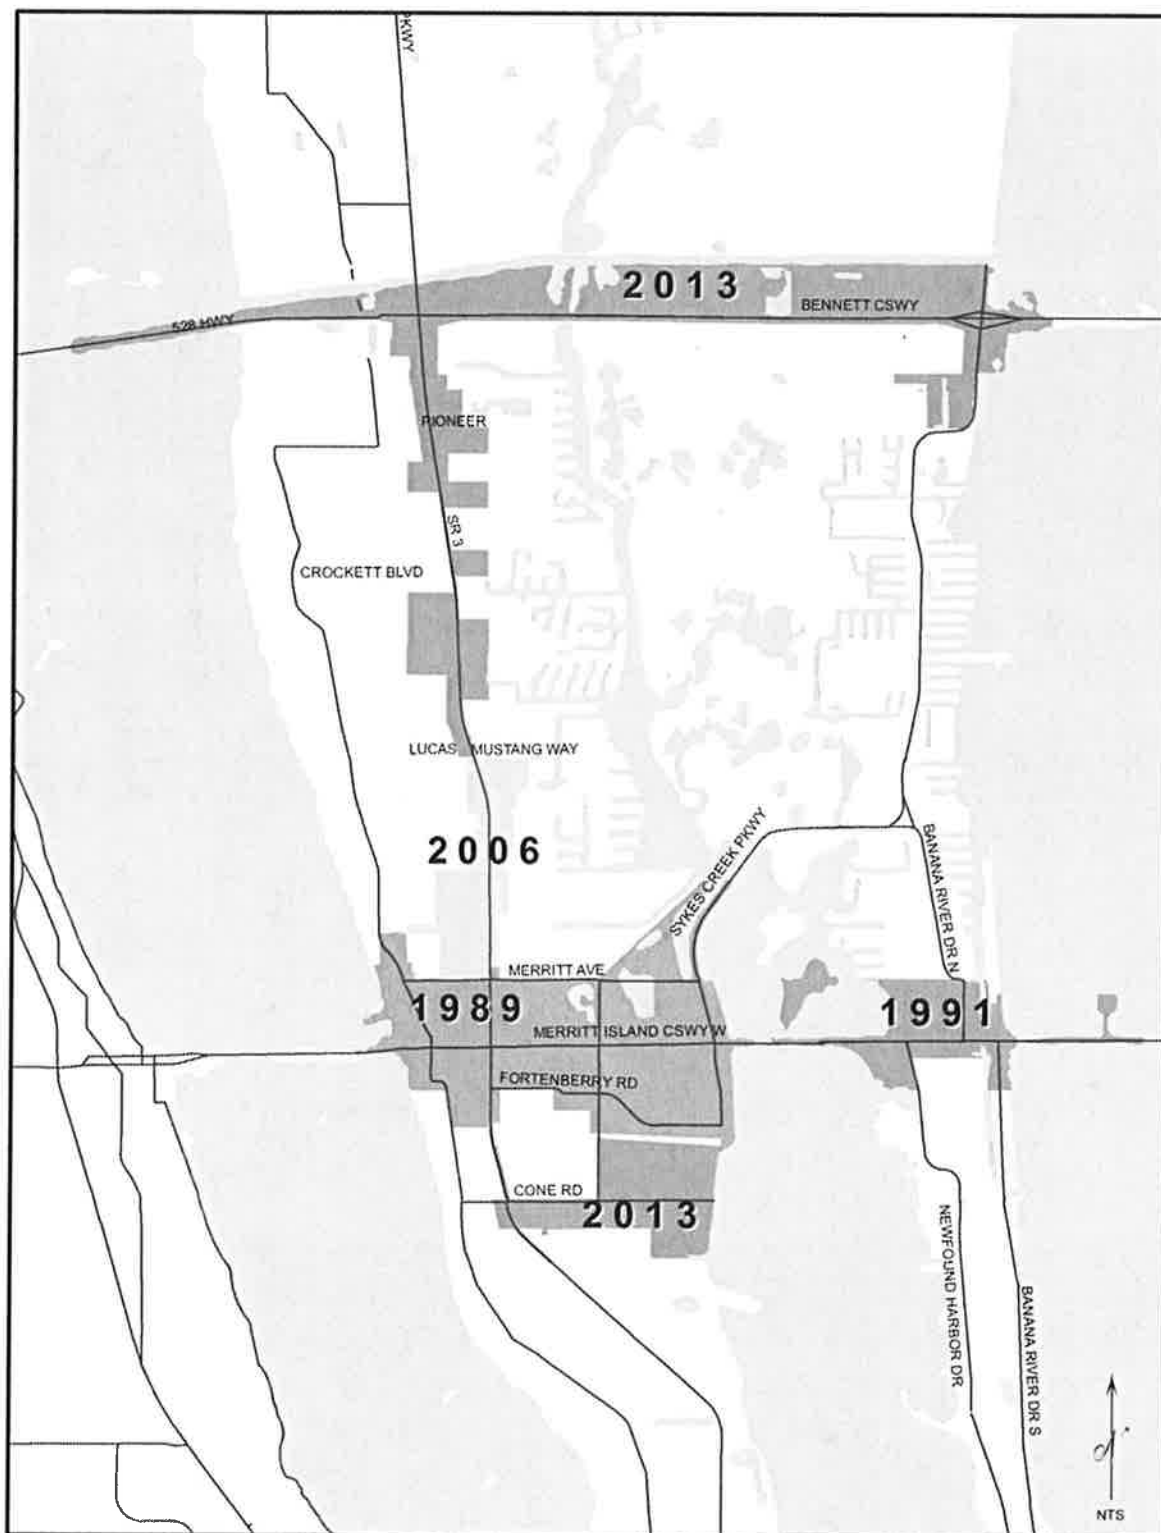 PKWY
2013
BENNETT CSWY
528 HWY
PIONEER
SR 3
CROCKETT BLVD
LUCAS MUSTANG WAY
2006
SYKES CREEK PKWY
BANANA RIVER DR N
MERRITT AVE
1989
1991
MERRITT ISLAND CSWY W
FORTENBERRY RD
CONE RD
2013
NEWFOUND HARBOR DR
BANANA RIVER DR S
NTS